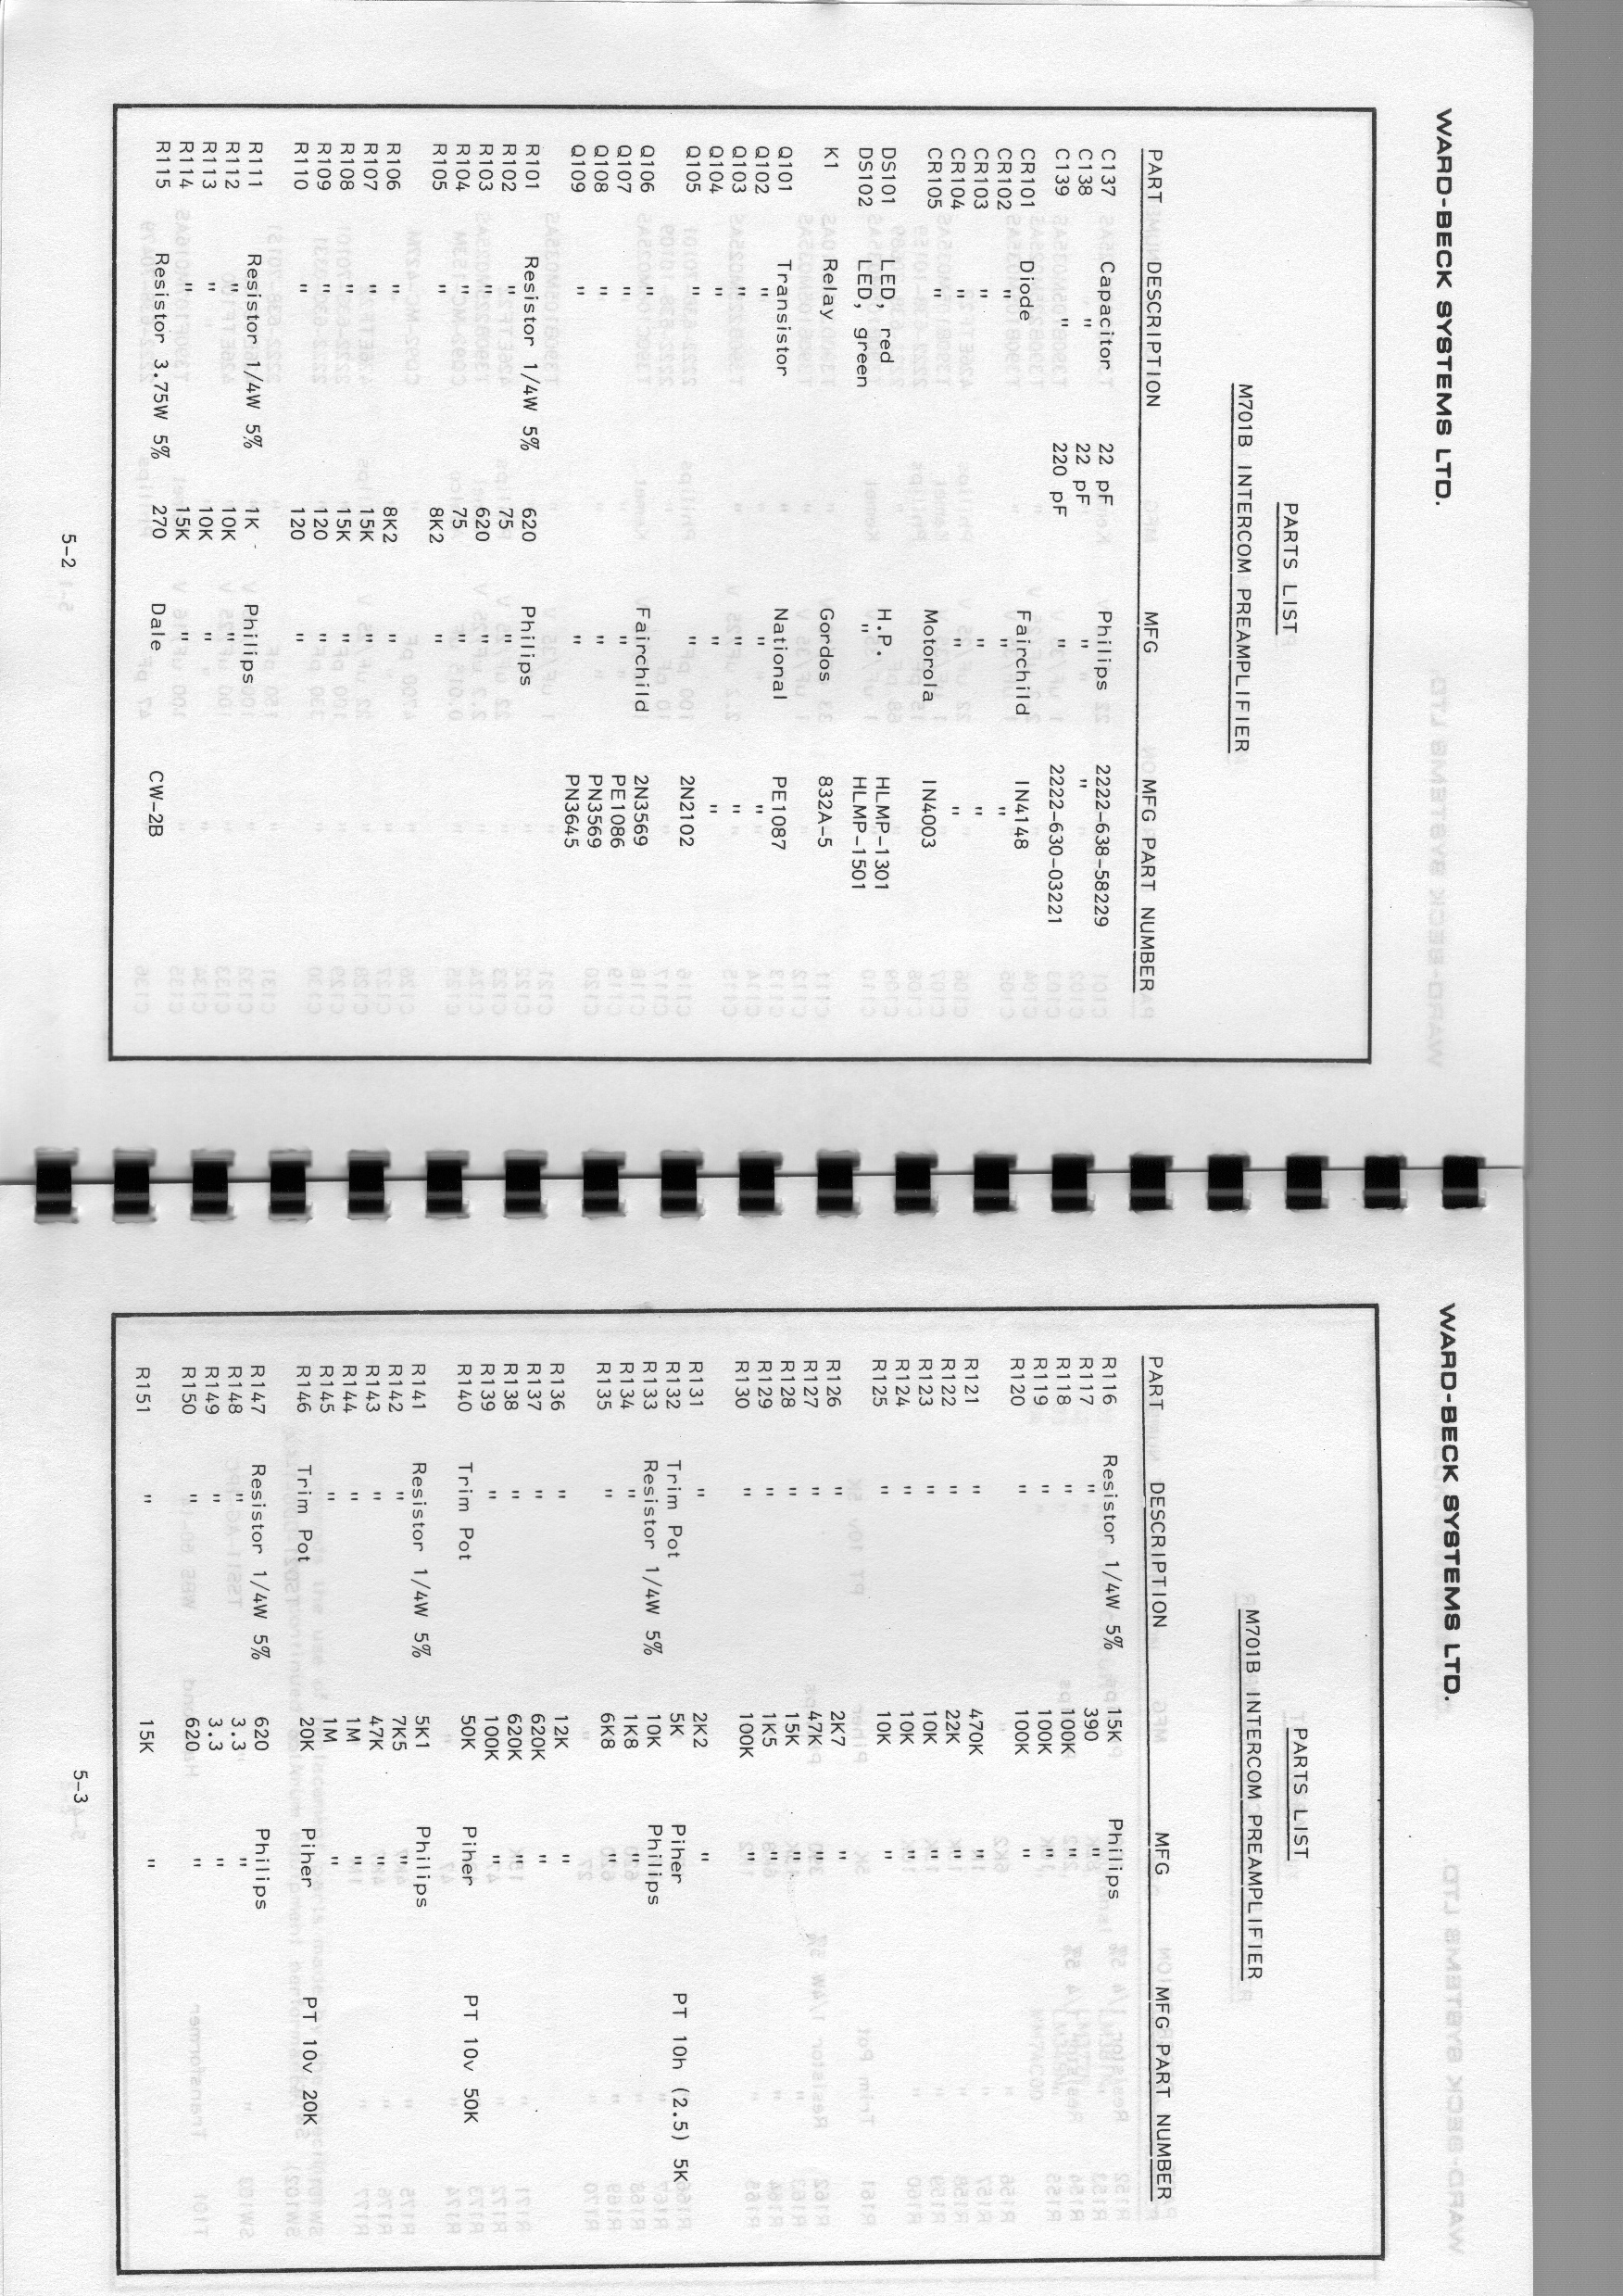 WARD-BECK SYSTEMS LTD.
PARTS LIST
M701B INTERCOM PREAMPLIFIER
PART DESCRIPTION MFG MFG PART NUMBER
C137 Capacitor 22 pF Philips 2222-638-58229
C138 " 22 pF " "
C139 " 220 pF " 2222-630-03221
CR101 Diode Fairchild IN4148
CR102 " " "
CR103 " " "
CR104 " " "
CR105 " Motorola IN4003
DS101 LED, red H.P. HLMP-1301
DS102 LED, green " HLMP-1501
K1 Relay Gordos 832A-5
Q101 Transistor National PE1087
Q102 " " "
Q103 " " "
Q104 " " "
Q105 " " 2N2102
Q106 " Fairchild 2N3569
Q107 " " PE1086
Q108 " " PN3569
Q109 " " PN3645
R101 Resistor 1/4W 5% 620 Philips
R102 " 75 "
R103 " 620 "
R104 " 75 "
R105 " 8K2 "
R106 " 8K2 "
R107 " 15K "
R108 " 15K "
R109 " 120 "
R110 " 120 "
R111 Resistor 1/4W 5% 1K Philips
R112 " 10K "
R113 " 10K "
R114 " 15K "
R115 Resistor 3.75W 5% 270 Dale CW-2B
5-2
WARD-BECK SYSTEMS LTD.
PARTS LIST
M701B INTERCOM PREAMPLIFIER
PART DESCRIPTION MFG MFG PART NUMBER
R116 Resistor 1/4W 5% 15K Philips
R117 " 390 "
R118 " 100K "
R119 " 100K "
R120 " 100K "
R121 " 470K "
R122 " 22K "
R123 " 10K "
R124 " 10K "
R125 " 10K "
R126 " 2K7 "
R127 " 47K "
R128 " 15K "
R129 " 1K5 "
R130 " 100K "
R131 " 2K2 "
R132 Trim Pot 5K Piher PT 10h (2.5) 5K
R133 Resistor 1/4W 5% 10K Philips
R134 " 1K8 "
R135 " 6K8 "
R136 " 12K "
R137 " 620K "
R138 " 620K "
R139 " 100K "
R140 Trim Pot 50K Piher PT 10v 50K
R141 Resistor 1/4W 5% 5K1 Philips
R142 " 7K5 "
R143 " 47K "
R144 " 1M "
R145 " 1M "
R146 Trim Pot 20K Piher PT 10v 20K
R147 Resistor 1/4W 5% 620 Philips
R148 " 3.3 "
R149 " 3.3 "
R150 " 620 "
R151 " 15K "
5-3